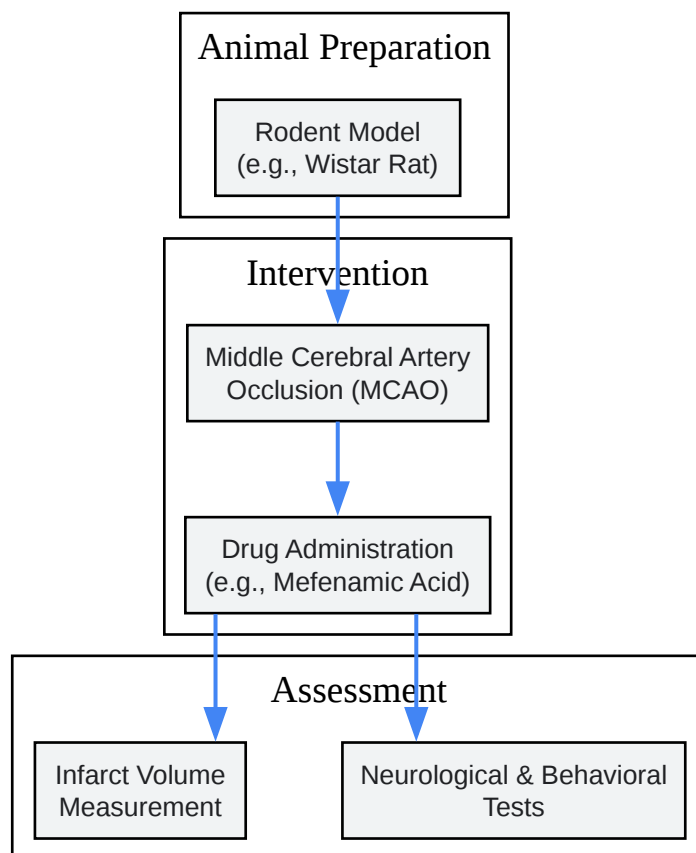 Animal Preparation
Rodent Model
(e.g., Wistar Rat)
Intervention
Middle Cerebral Artery
Occlusion (MCAO)
Drug Administration
(e.g., Mefenamic Acid)
Assessment
Infarct Volume
Measurement
Neurological & Behavioral
Tests